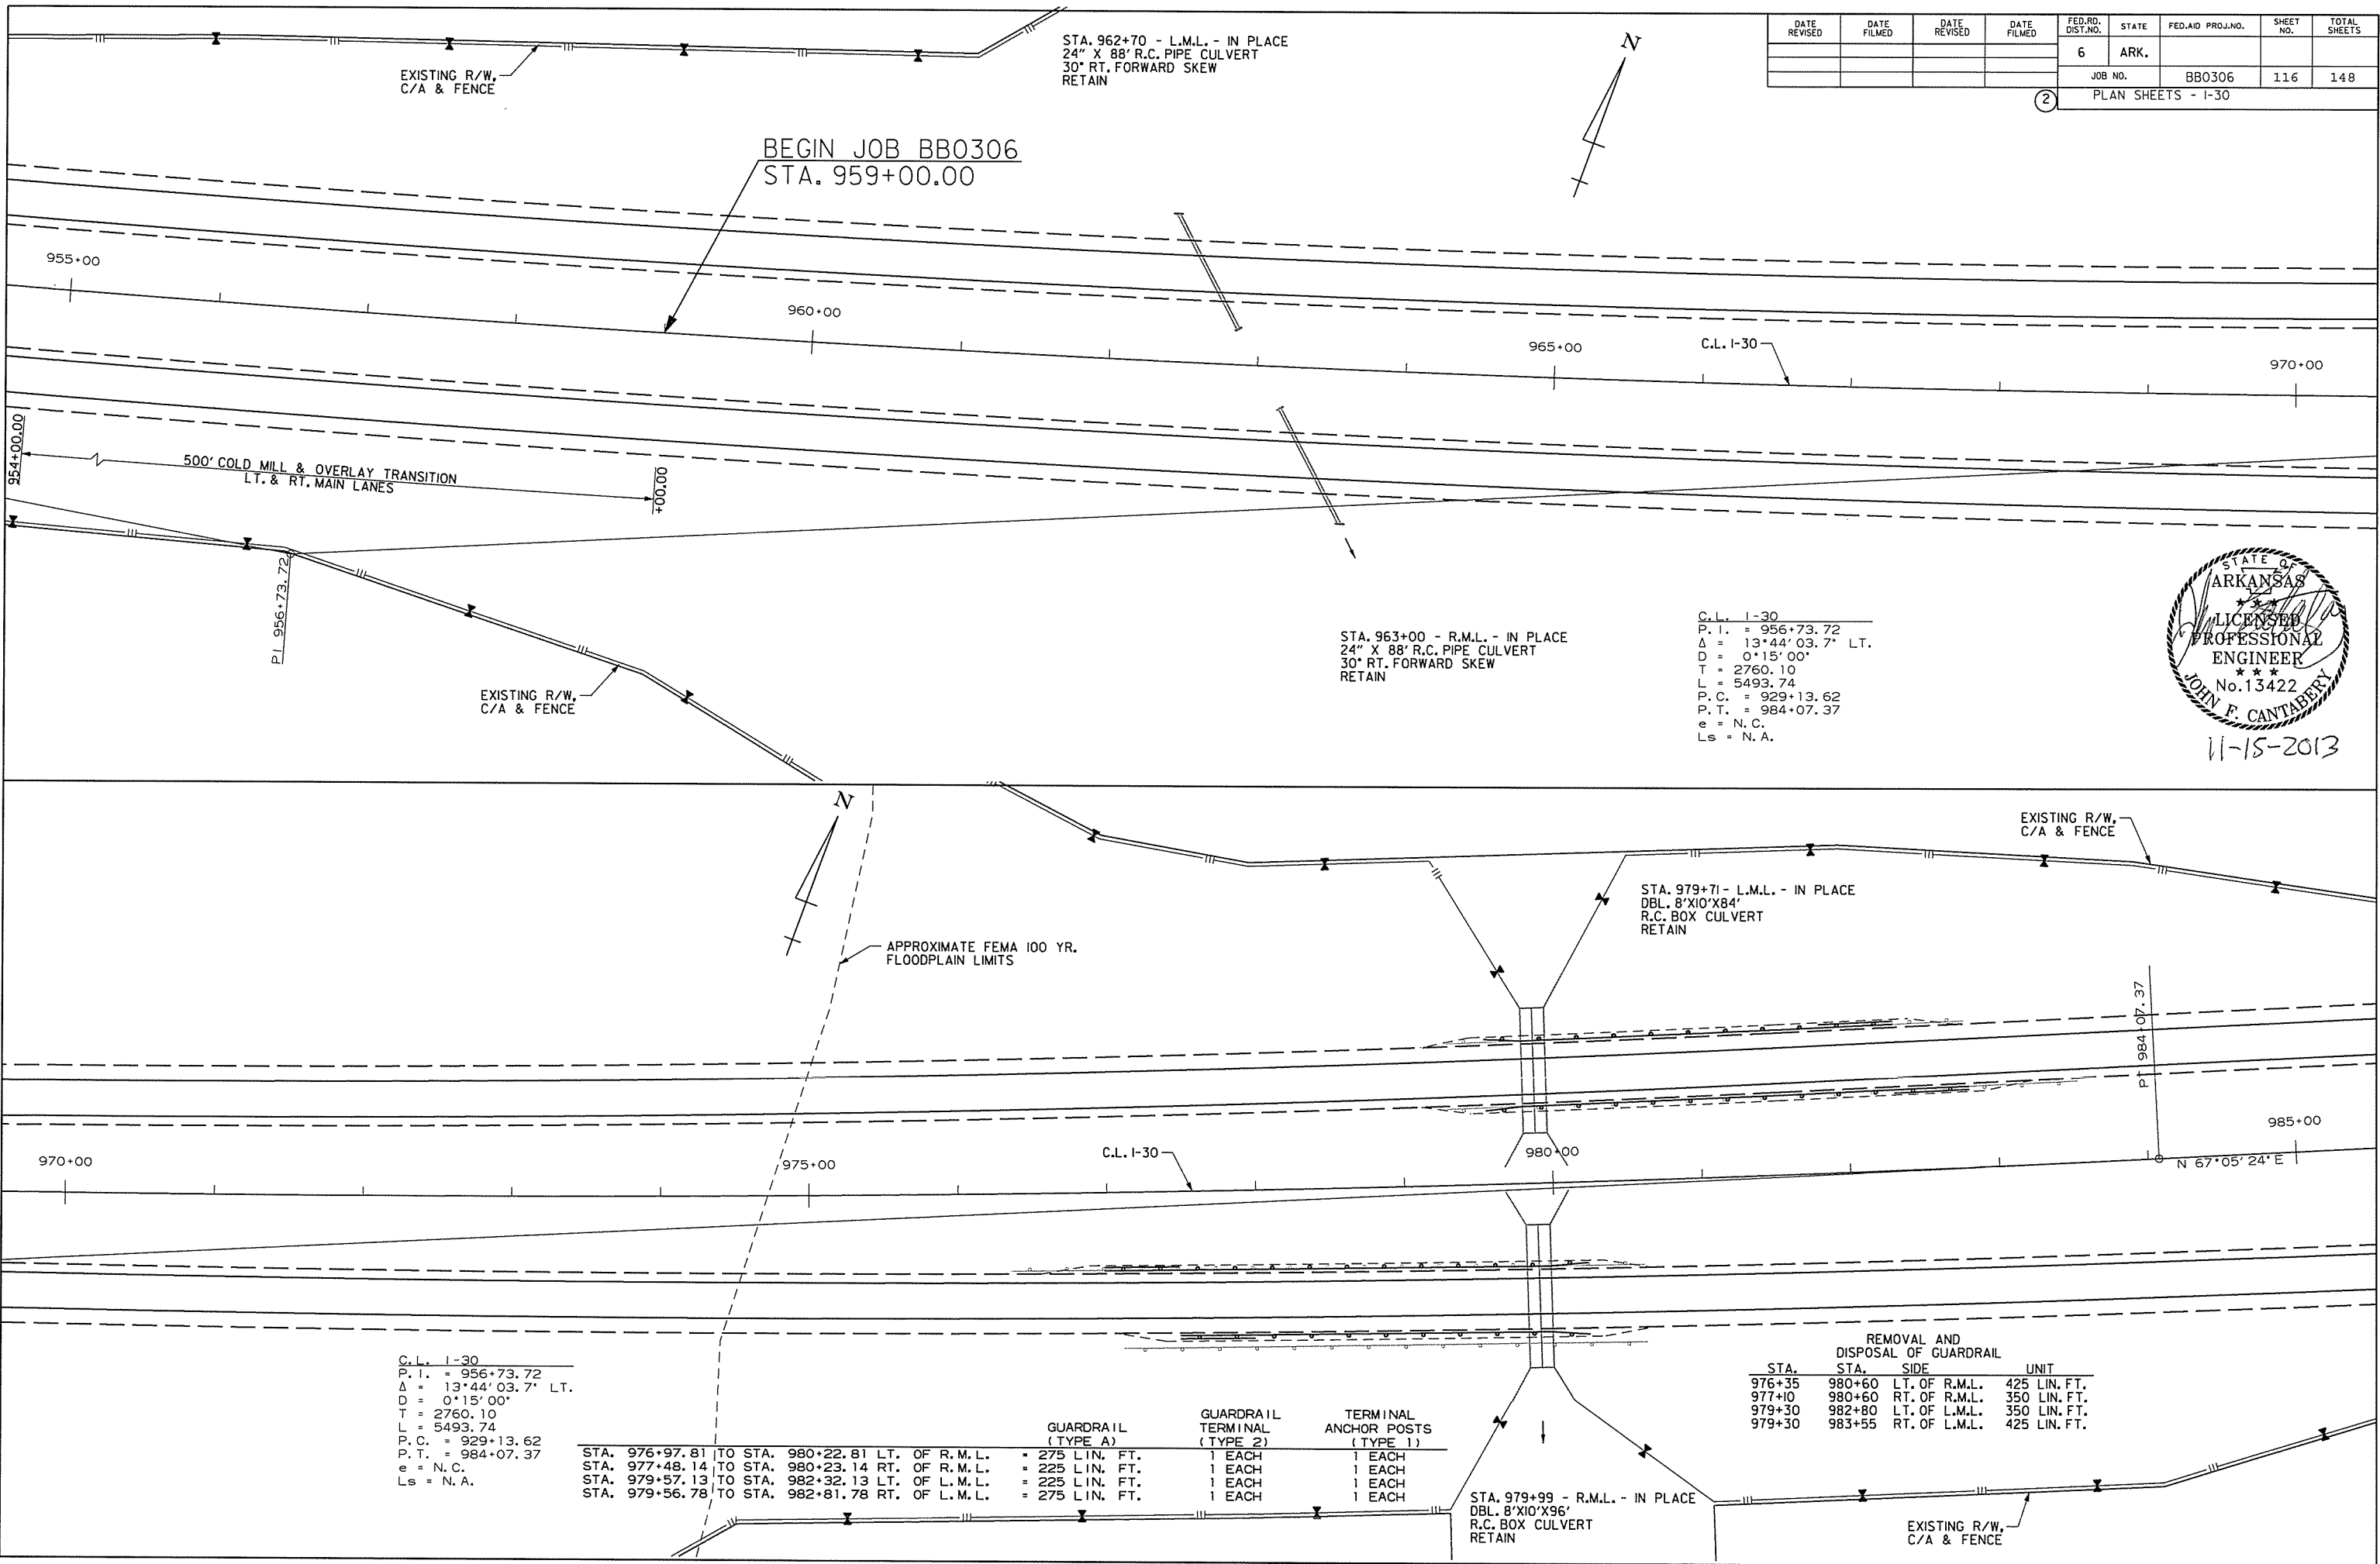 DATE REVISED DATE FILMED DATE REVISED DATE FILMED FED.RD. DIST.NO. STATE FED.AID PROJ.NO. SHEET NO. TOTAL SHEETS
6 ARK.
JOB NO. BB0306 116 148
2 PLAN SHEETS - I-30
STA. 962+70 - L.M.L. - IN PLACE
24" X 88' R.C. PIPE CULVERT
30° RT. FORWARD SKEW
RETAIN
N
EXISTING R/W,
C/A & FENCE
BEGIN JOB BB0306
STA. 959+00.00
955+00
960+00
965+00
C.L. I-30
970+00
954+00.00
500' COLD MILL & OVERLAY TRANSITION
LT. & RT. MAIN LANES
+00.00
PI 956+73.72
EXISTING R/W,
C/A & FENCE
STA. 963+00 - R.M.L. - IN PLACE
24" X 88' R.C. PIPE CULVERT
30° RT. FORWARD SKEW
RETAIN
C.L. I-30
P.I. = 956+73.72
Δ = 13°44'03.7" LT.
D = 0°15'00"
T = 2760.10
L = 5493.74
P.C. = 929+13.62
P.T. = 984+07.37
e = N.C.
Ls = N.A.
STATE OF
ARKANSAS
★ ★ ★
LICENSED
PROFESSIONAL
ENGINEER
★ ★ ★
No. 13422
JOHN F. CANTABERY
11-15-2013
N
EXISTING R/W,
C/A & FENCE
STA. 979+71 - L.M.L. - IN PLACE
DBL. 8'X10'X84'
R.C. BOX CULVERT
RETAIN
APPROXIMATE FEMA 100 YR.
FLOODPLAIN LIMITS
PT 984+07.37
970+00
975+00
C.L. I-30
980+00
985+00
N 67°05'24" E
C.L. I-30
P.I. = 956+73.72
Δ = 13°44'03.7" LT.
D = 0°15'00"
T = 2760.10
L = 5493.74
P.C. = 929+13.62
P.T. = 984+07.37
e = N.C.
Ls = N.A.
GUARDRAIL (TYPE A) GUARDRAIL TERMINAL (TYPE 2) TERMINAL ANCHOR POSTS (TYPE 1)
STA. 976+97.81 TO STA. 980+22.81 LT. OF R.M.L. = 275 LIN. FT. 1 EACH 1 EACH
STA. 977+48.14 TO STA. 980+23.14 RT. OF R.M.L. = 225 LIN. FT. 1 EACH 1 EACH
STA. 979+57.13 TO STA. 982+32.13 LT. OF L.M.L. = 225 LIN. FT. 1 EACH 1 EACH
STA. 979+56.78 TO STA. 982+81.78 RT. OF L.M.L. = 275 LIN. FT. 1 EACH 1 EACH
REMOVAL AND
DISPOSAL OF GUARDRAIL
STA. STA. SIDE UNIT
976+35 980+60 LT. OF R.M.L. 425 LIN. FT.
977+10 980+60 RT. OF R.M.L. 350 LIN. FT.
979+30 982+80 LT. OF L.M.L. 350 LIN. FT.
979+30 983+55 RT. OF L.M.L. 425 LIN. FT.
STA. 979+99 - R.M.L. - IN PLACE
DBL. 8'X10'X96'
R.C. BOX CULVERT
RETAIN
EXISTING R/W,
C/A & FENCE